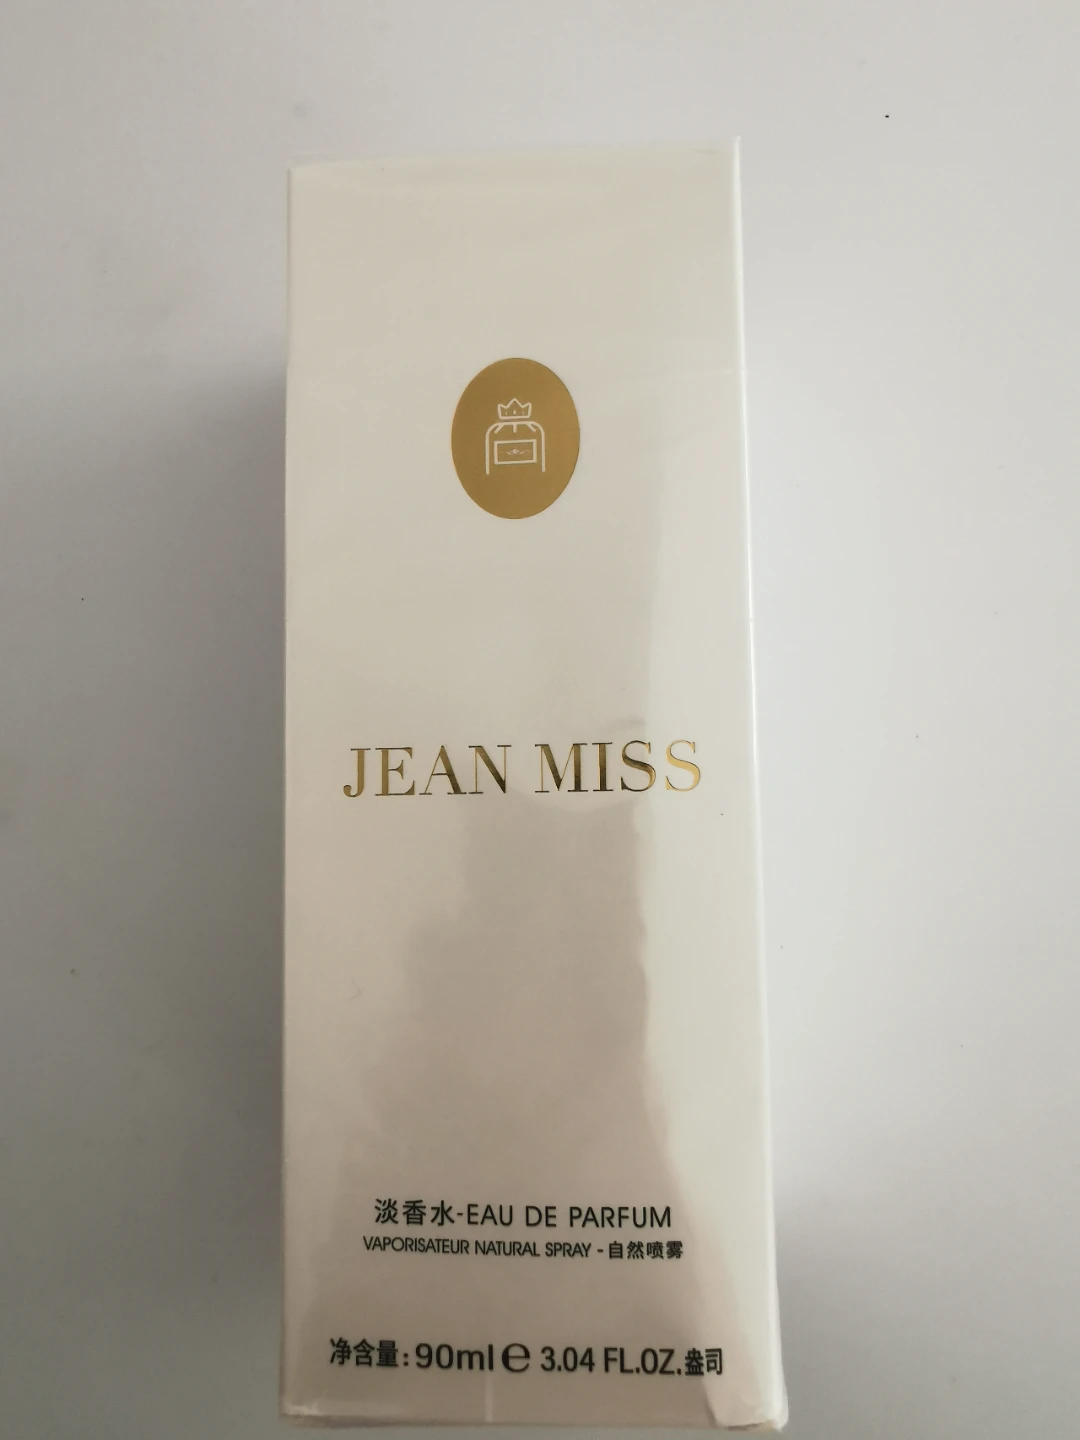 JEAN MISS
淡香水-EAU DE PARFUM
VAPORISATEUR NATURAL SPRAY - 自然喷雾
净含量:90ml ℮ 3.04 FL.OZ.盎司